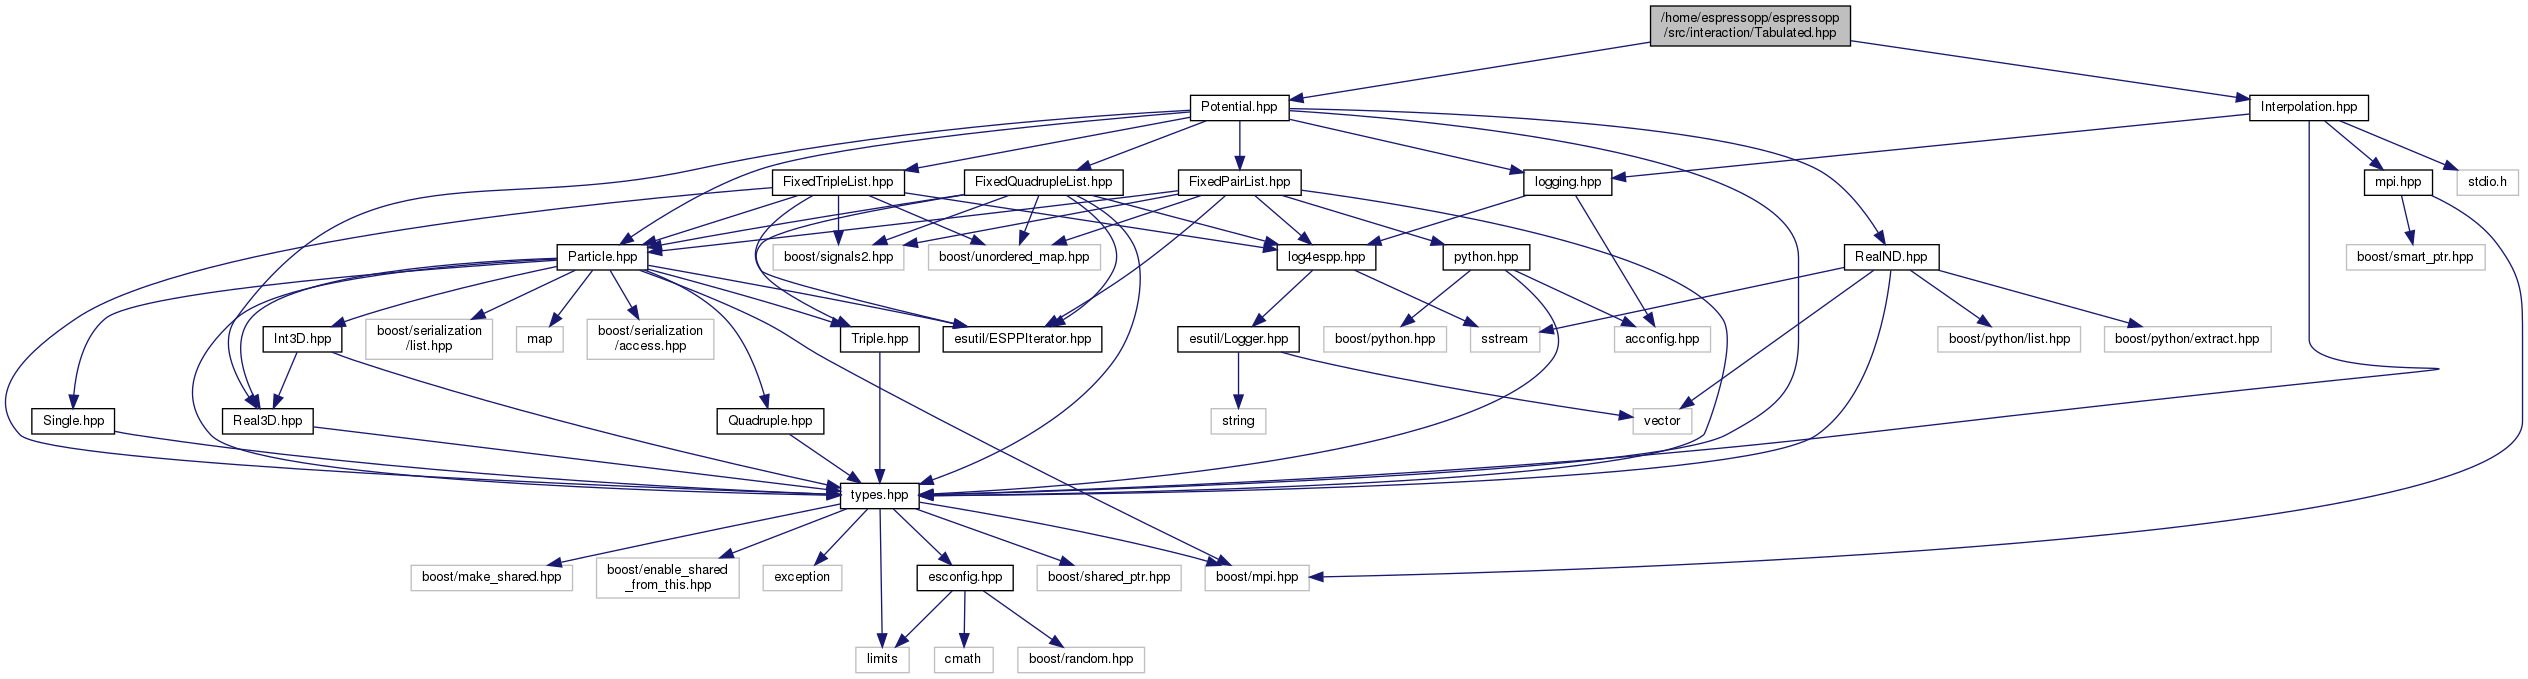 /home/espressopp/espressopp
/src/interaction/Tabulated.hpp
Potential.hpp
Interpolation.hpp
FixedTripleList.hpp
FixedQuadrupleList.hpp
FixedPairList.hpp
logging.hpp
mpi.hpp
stdio.h
Particle.hpp
boost/signals2.hpp
boost/unordered_map.hpp
log4espp.hpp
python.hpp
RealND.hpp
boost/smart_ptr.hpp
Int3D.hpp
boost/serialization
/list.hpp
map
boost/serialization
/access.hpp
Triple.hpp
esutil/ESPPIterator.hpp
esutil/Logger.hpp
boost/python.hpp
sstream
acconfig.hpp
boost/python/list.hpp
boost/python/extract.hpp
Single.hpp
Real3D.hpp
Quadruple.hpp
string
vector
types.hpp
boost/make_shared.hpp
boost/enable_shared
_from_this.hpp
exception
esconfig.hpp
boost/shared_ptr.hpp
boost/mpi.hpp
limits
cmath
boost/random.hpp